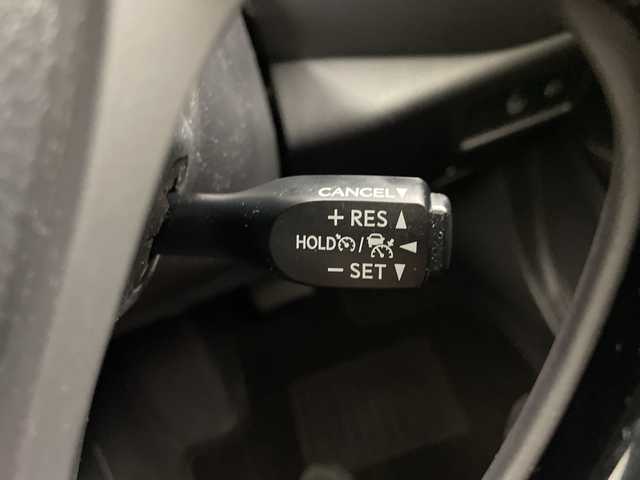 CANCEL▼
+ RES ▲
HOLD / ◀
− SET ▼